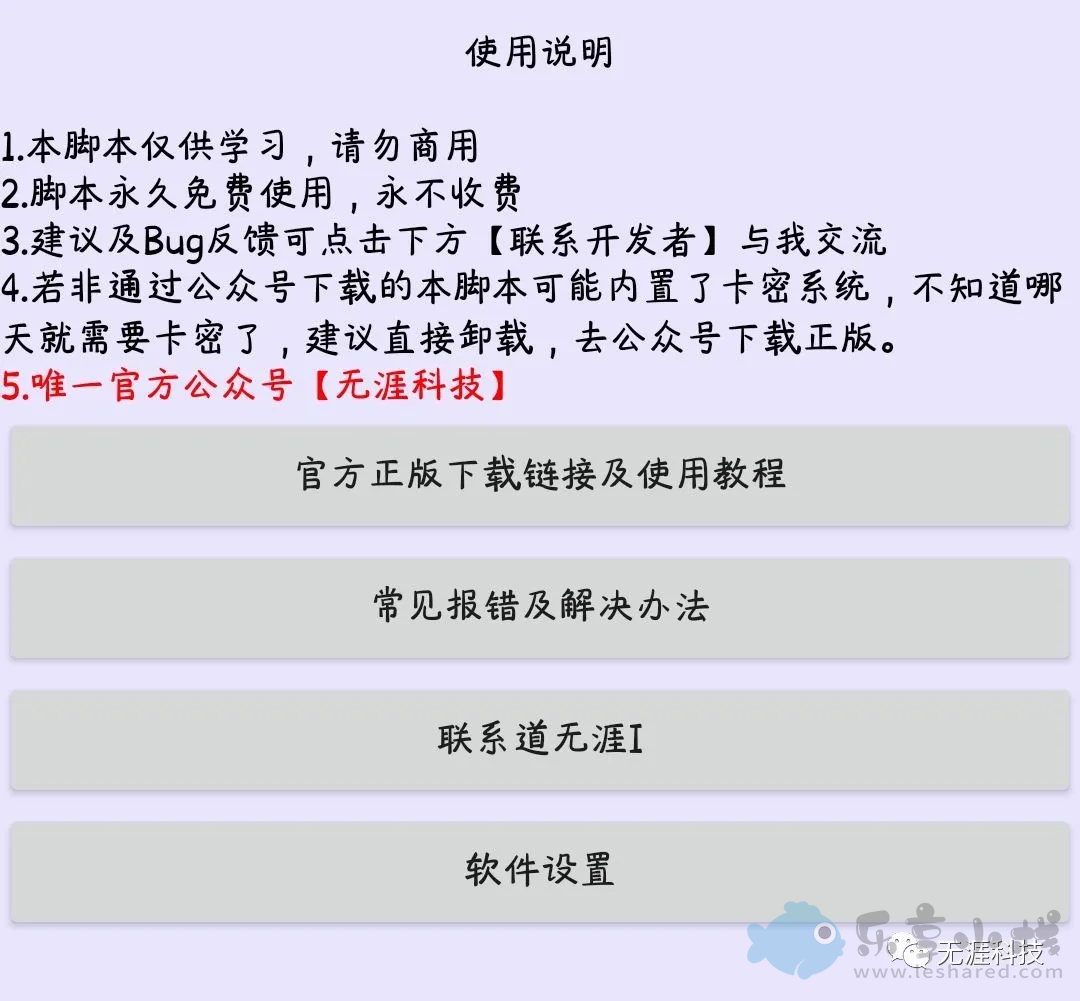 使用说明
1.本脚本仅供学习，请勿商用
2.脚本永久免费使用，永不收费
3.建议及Bug反馈可点击下方【联系开发者】与我交流
4.若非通过公众号下载的本脚本可能内置了卡密系统，不知道哪
天就需要卡密了，建议直接卸载，去公众号下载正版。
5.唯一官方公众号【无涯科技】
官方正版下载链接及使用教程
常见报错及解决办法
联系道无涯I
软件设置
乐享小栈
无涯科技
www.leshared.com